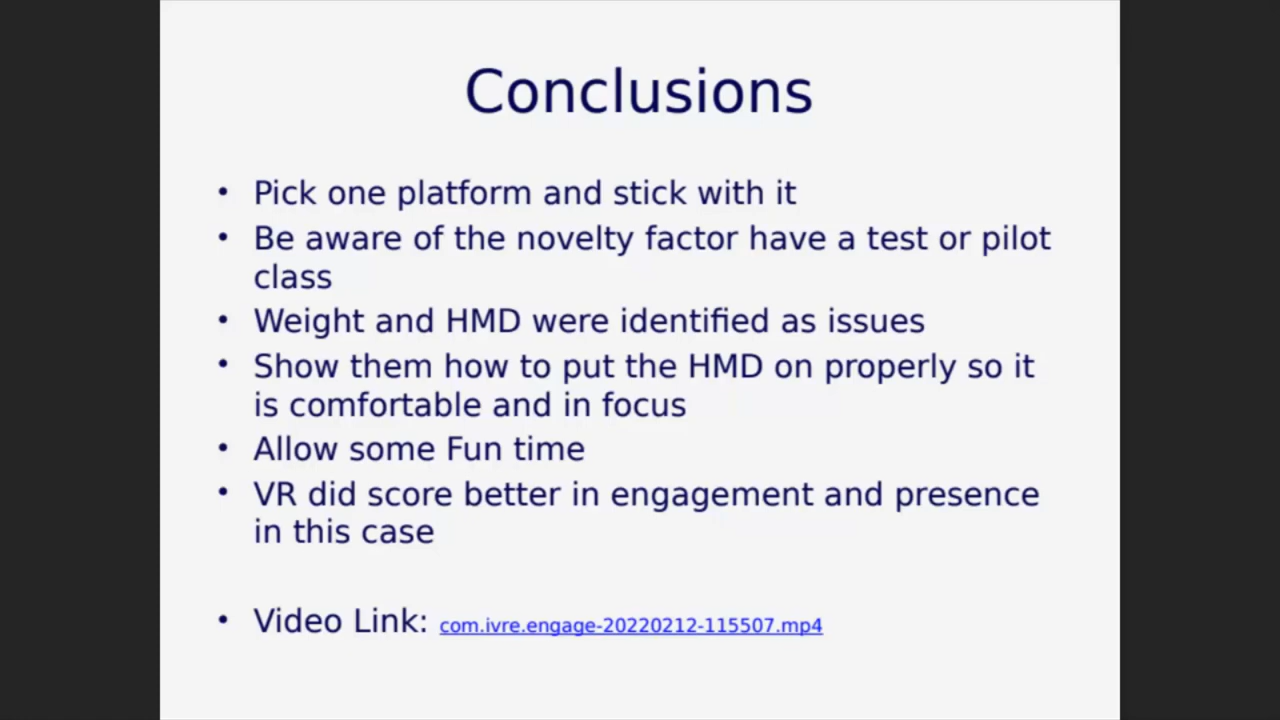 Conclusions
• Pick one platform and stick with it
• Be aware of the novelty factor have a test or pilot
class
• Weight and HMD were identified as issues
• Show them how to put the HMD on properly so it
is comfortable and in focus
• Allow some Fun time
• VR did score better in engagement and presence
in this case
• Video Link: com.ivre.engage-20220212-115507.mp4